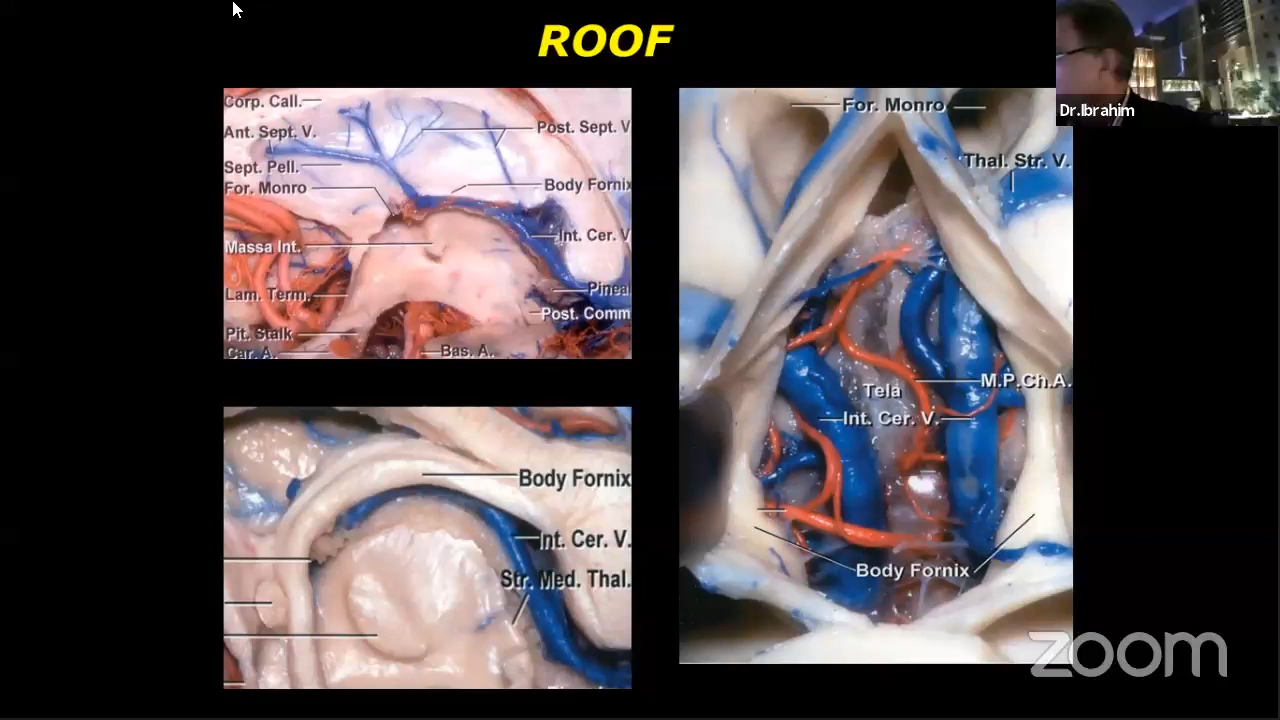 ROOF
Dr.Ibrahim
Corp. Call.
Ant. Sept. V.
Sept. Pell.
For. Monro
Massa Int.
Lam. Term.
Pit. Stalk
Car. A.
Post. Sept. V
Body Fornix
Int. Cer. V
Pineal
Post. Comm
Bas. A.
Body Fornix
Int. Cer. V.
Str. Med. Thal.
For. Monro
Thal. Str. V.
M.P.Ch.A.
Tela
Int. Cer. V.
Body Fornix
zoom